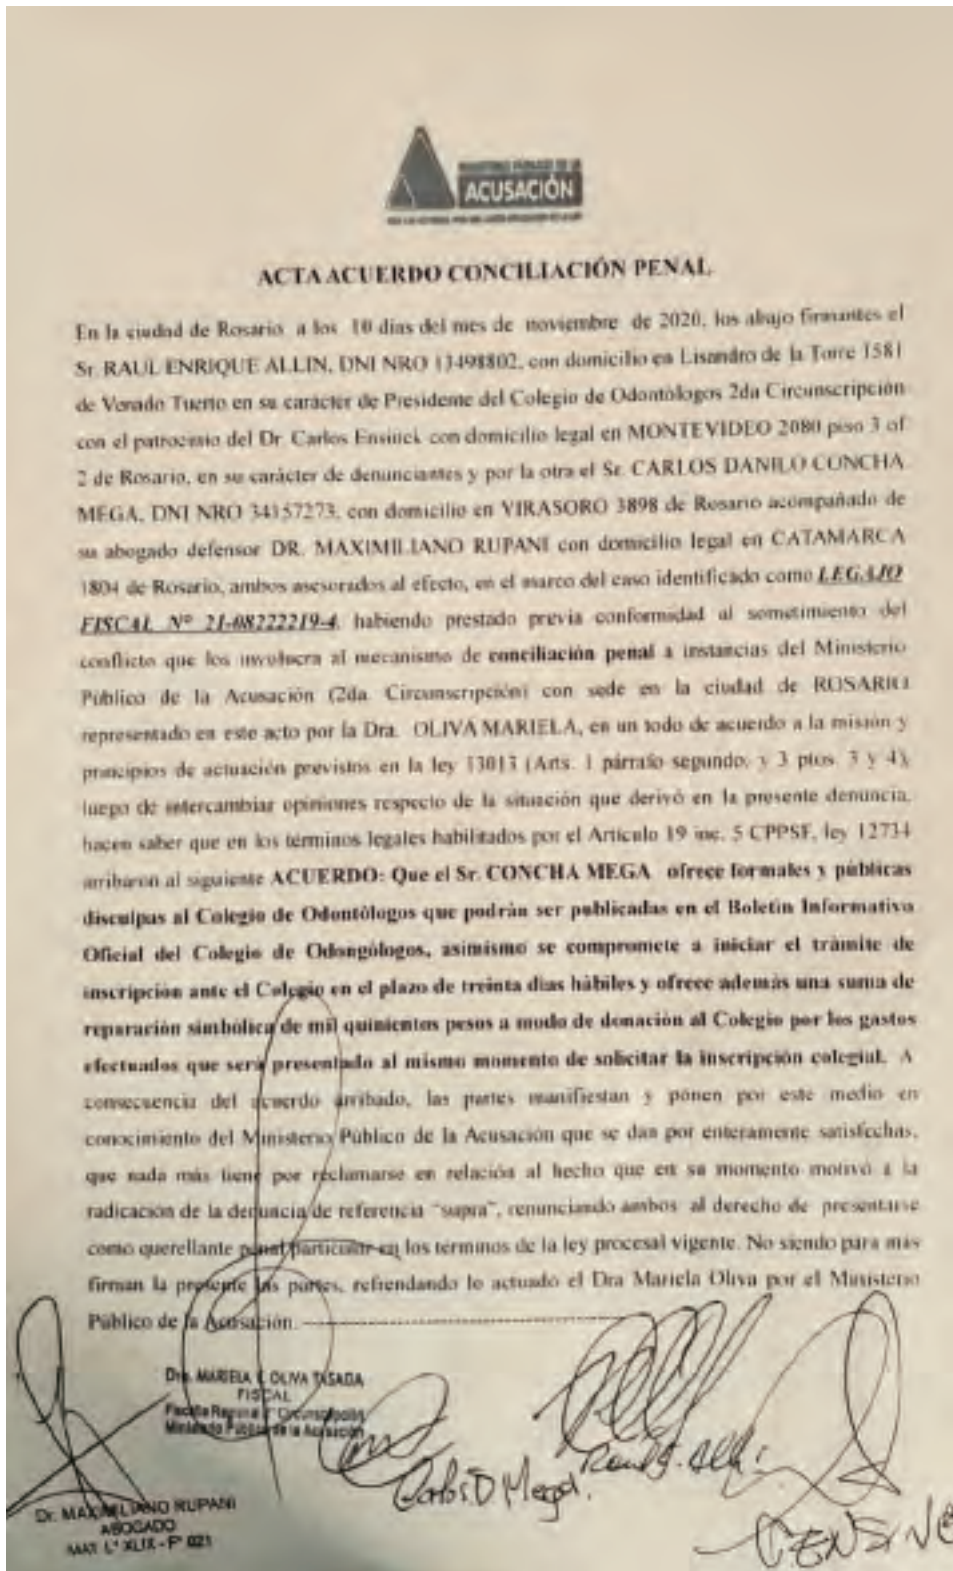 MINISTERIO PÚBLICO DE LA
ACUSACIÓN
ACTA ACUERDO CONCILIACIÓN PENAL
En la ciudad de Rosario a los 10 días del mes de noviembre de 2020, los abajo firmantes el
Sr. RAUL ENRIQUE ALLIN, DNI NRO 13498802, con domicilio en Lisandro de la Torre 1581
de Venado Tuerto en su carácter de Presidente del Colegio de Odontólogos 2da Circunscripción
con el patrocinio del Dr. Carlos Ensinck con domicilio legal en MONTEVIDEO 2080 piso 3 of
2 de Rosario, en su carácter de denunciantes y por la otra el Sr. CARLOS DANILO CONCHA
MEGA, DNI NRO 34157273, con domicilio en VIRASORO 3898 de Rosario acompañado de
su abogado defensor DR. MAXIMILIANO RUPANI con domicilio legal en CATAMARCA
1804 de Rosario, ambos asesorados al efecto, en el marco del caso identificado como LEGAJO
FISCAL Nº 21-08222219-4, habiendo prestado previa conformidad al sometimiento del
conflicto que los involucra al mecanismo de conciliación penal a instancias del Ministerio
Público de la Acusación (2da. Circunscripción) con sede en la ciudad de ROSARIO
representado en este acto por la Dra. OLIVA MARIELA, en un todo de acuerdo a la misión y
principios de actuación previstos en la ley 13013 (Arts. 1 párrafo segundo, y 3 ptos. 3 y 4),
luego de intercambiar opiniones respecto de la situación que derivó en la presente denuncia,
hacen saber que en los términos legales habilitados por el Artículo 19 inc. 5 CPPSF, ley 12734
arribaron al siguiente ACUERDO: Que el Sr. CONCHA MEGA ofrece formales y públicas
disculpas al Colegio de Odontólogos que podrán ser publicadas en el Boletín Informativo
Oficial del Colegio de Odongólogos, asimismo se compromete a iniciar el trámite de
inscripción ante el Colegio en el plazo de treinta días hábiles y ofrece además una suma de
reparación simbólica de mil quinientos pesos a modo de donación al Colegio por los gastos
efectuados que será presentado al mismo momento de solicitar la inscripción colegial. A
consecuencia del acuerdo arribado, las partes manifiestan y ponen por este medio en
conocimiento del Ministerio Público de la Acusación que se dan por enteramente satisfechas,
que nada más tiene por reclamarse en relación al hecho que en su momento motivó a la
radicación de la denuncia de referencia "supra", renunciando ambos al derecho de presentarse
como querellante penal particular en los términos de la ley procesal vigente. No siendo para más
firman la presente las partes, refrendando lo actuado el Dra Mariela Oliva por el Ministerio
Público de la Acusación.
Dra. MARIELA OLIVA TASADA
FISCAL
Fiscalía Regional 2° Circunscripción
Ministerio Público de la Acusación
Carlos D Mega.
Raul E. Allin
Dr. MAXIMILIANO RUPANI
ABOGADO
MAT. L° XLIX - F° 021